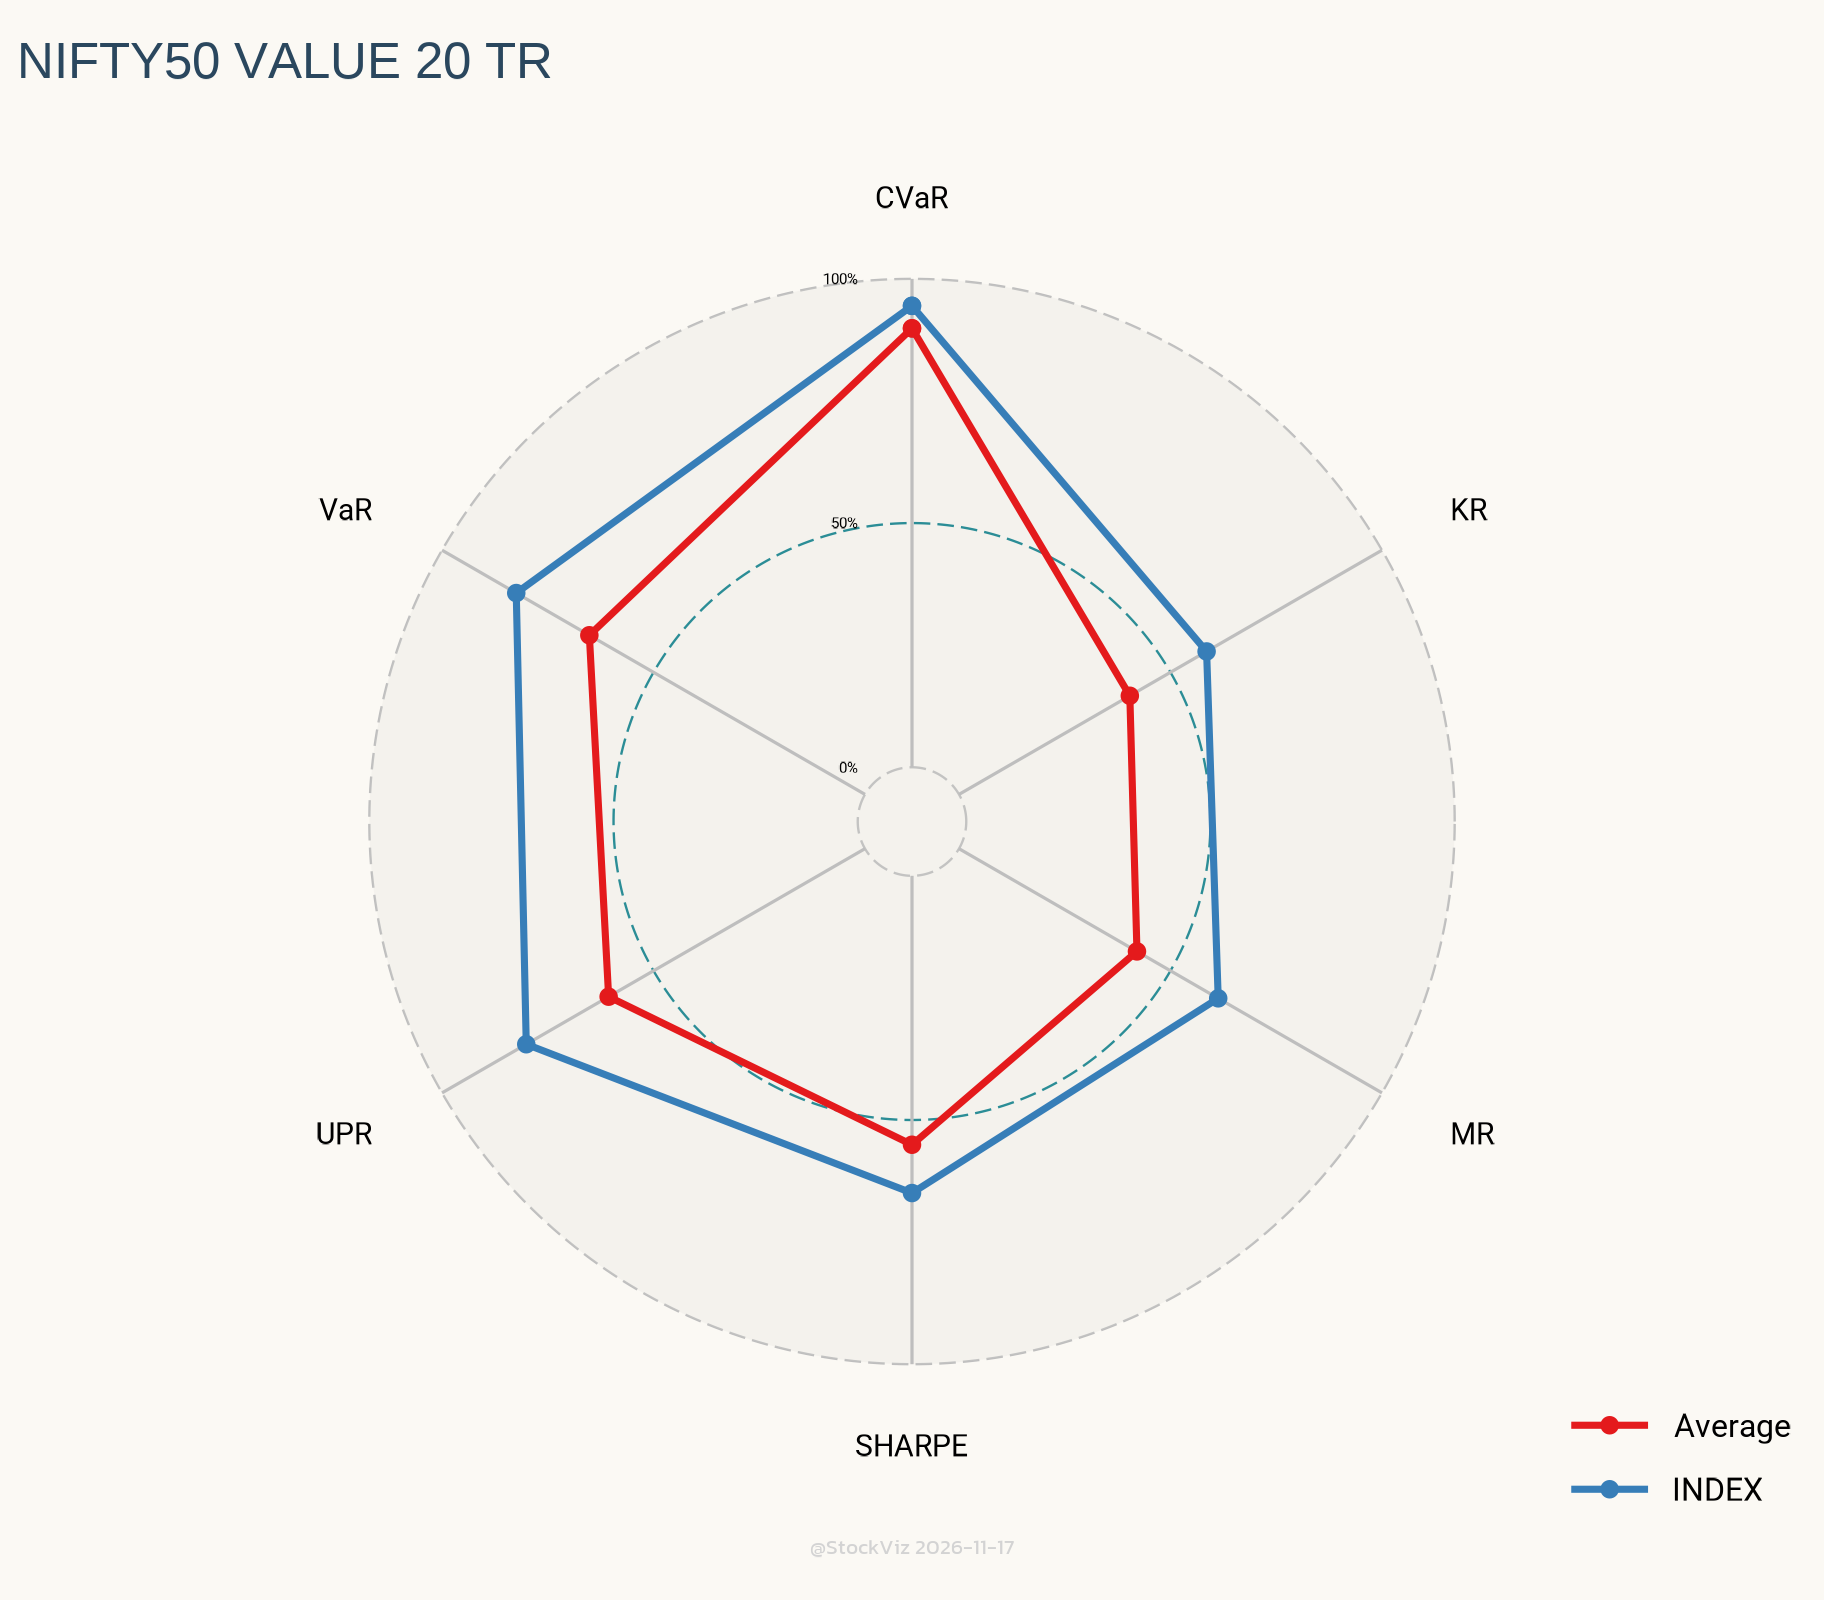 NIFTY50 VALUE 20 TR
CVaR
100%
VaR
KR
50%
0%
UPR
MR
SHARPE
Average
INDEX
@StockViz 2026-11-17